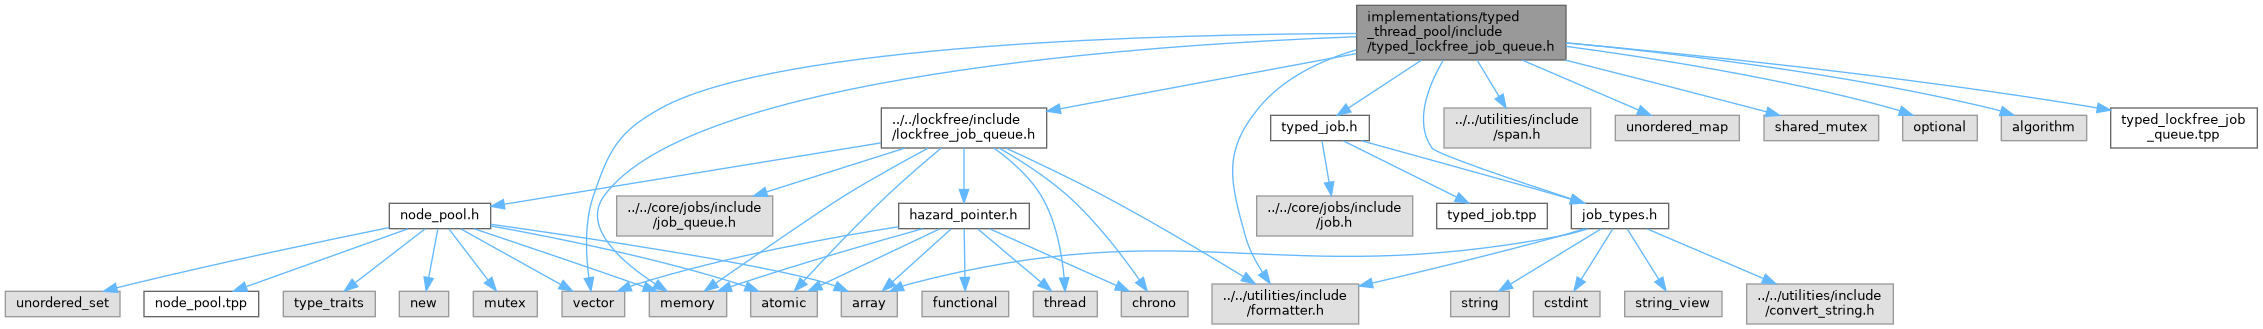 implementations/typed
_thread_pool/include
/typed_lockfree_job_queue.h
../../lockfree/include
/lockfree_job_queue.h
typed_job.h
../../utilities/include
/span.h
unordered_map
shared_mutex
optional
algorithm
typed_lockfree_job
_queue.tpp
node_pool.h
../../core/jobs/include
/job_queue.h
hazard_pointer.h
../../core/jobs/include
/job.h
typed_job.tpp
job_types.h
unordered_set
node_pool.tpp
type_traits
new
mutex
vector
memory
atomic
array
functional
thread
chrono
../../utilities/include
/formatter.h
string
cstdint
string_view
../../utilities/include
/convert_string.h